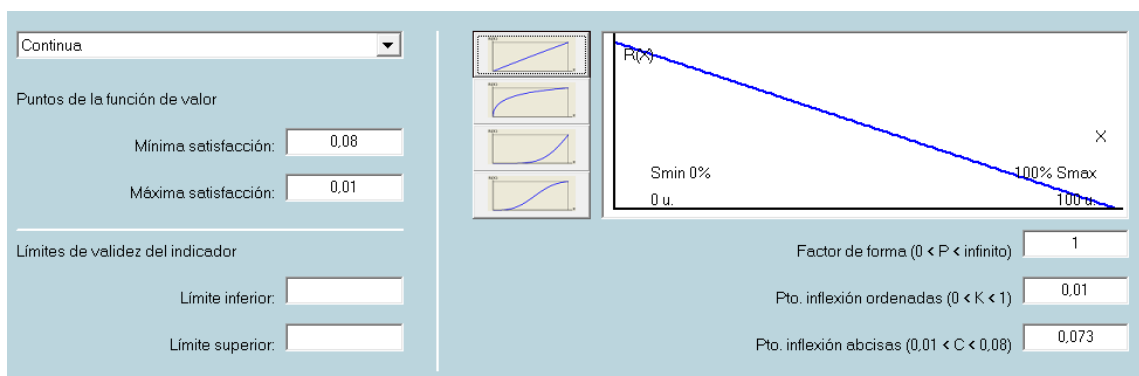 Continua
Puntos de la función de valor
Mínima satisfacción: 0,08
Máxima satisfacción: 0,01
Límites de validez del indicador
Límite inferior:
Límite superior:
R(X)
X
Smin 0% 100% Smax
0 u. 100 u.
Factor de forma (0 < P < infinito) 1
Pto. inflexión ordenadas (0 < K < 1) 0,01
Pto. inflexión abcisas (0,01 < C < 0,08) 0,073